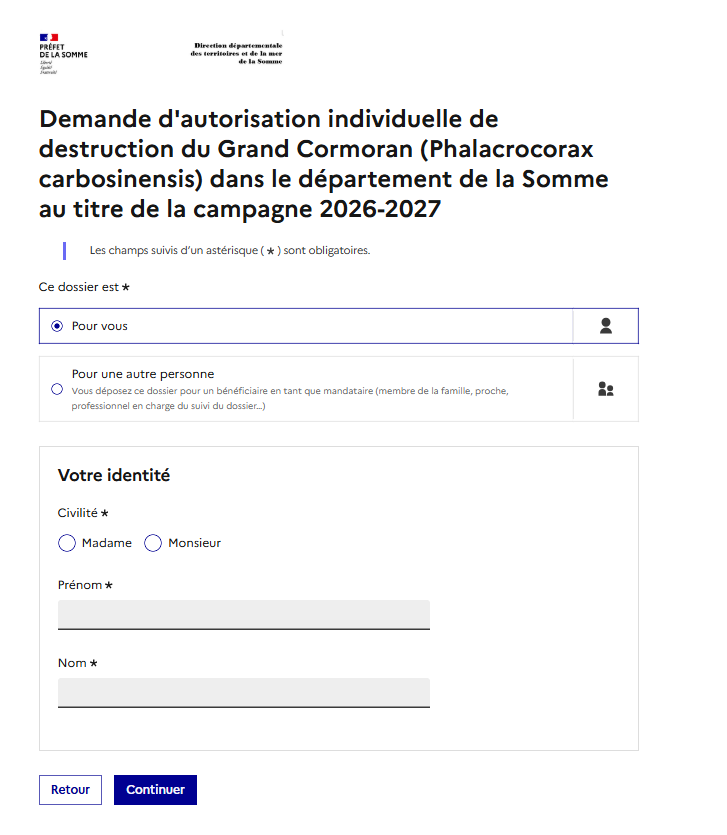 PRÉFET
DE LA SOMME
Liberté
Égalité
Fraternité
Direction départementale
des territoires et de la mer
de la Somme
Demande d'autorisation individuelle de
destruction du Grand Cormoran (Phalacrocorax
carbosinensis) dans le département de la Somme
au titre de la campagne 2026-2027
Les champs suivis d’un astérisque ( * ) sont obligatoires.
Ce dossier est *
Pour vous
Pour une autre personne
Vous déposez ce dossier pour un bénéficiaire en tant que mandataire (membre de la famille, proche,
professionnel en charge du suivi du dossier…)
Votre identité
Civilité *
Madame Monsieur
Prénom *
Nom *
Retour Continuer